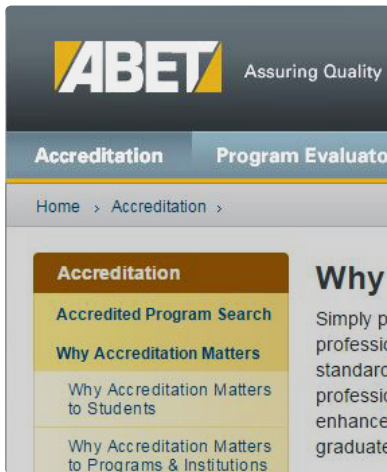 ABET Assuring Quality
Accreditation Program Evaluato
Home > Accreditation >
Accreditation
Accredited Program Search
Why Accreditation Matters
Why Accreditation Matters
to Students
Why Accreditation Matters
to Programs & Institutions
Why
Simply p
professio
standard
professio
enhance
graduate